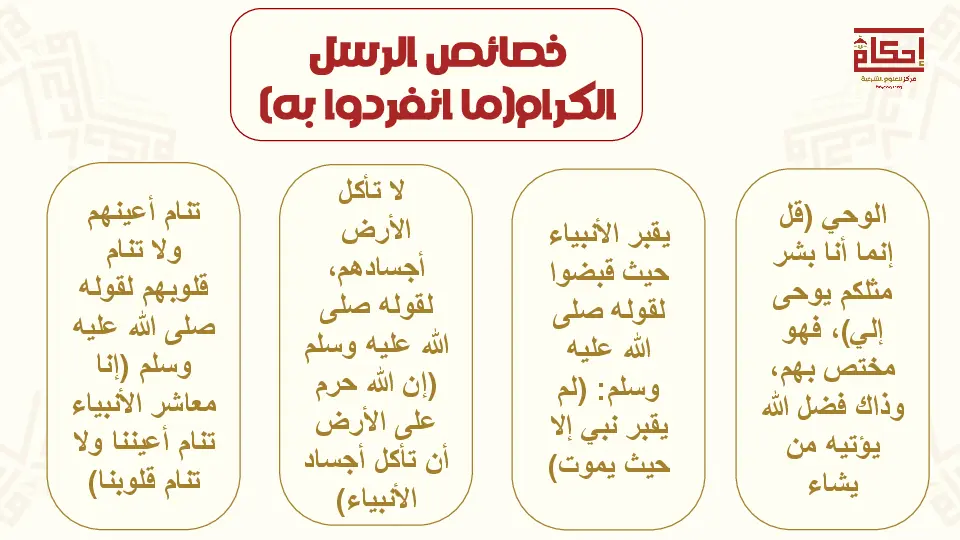 خصائص الرسل
الكرام(ما انفردوا به)
إحكام
مركز للعلوم الشرعية
الوحي (قل
إنما أنا بشر
مثلكم يوحى
إلي)، فهو
مختص بهم،
وذاك فضل الله
يؤتيه من
يشاء
يقبر الأنبياء
حيث قبضوا
لقوله صلى
الله عليه
وسلم: (لم
يقبر نبي إلا
حيث يموت)
لا تأكل
الأرض
أجسادهم،
لقوله صلى
الله عليه وسلم
(إن الله حرم
على الأرض
أن تأكل أجساد
الأنبياء)
تنام أعينهم
ولا تنام
قلوبهم لقوله
صلى الله عليه
وسلم (إنا
معاشر الأنبياء
تنام أعيننا ولا
تنام قلوبنا)